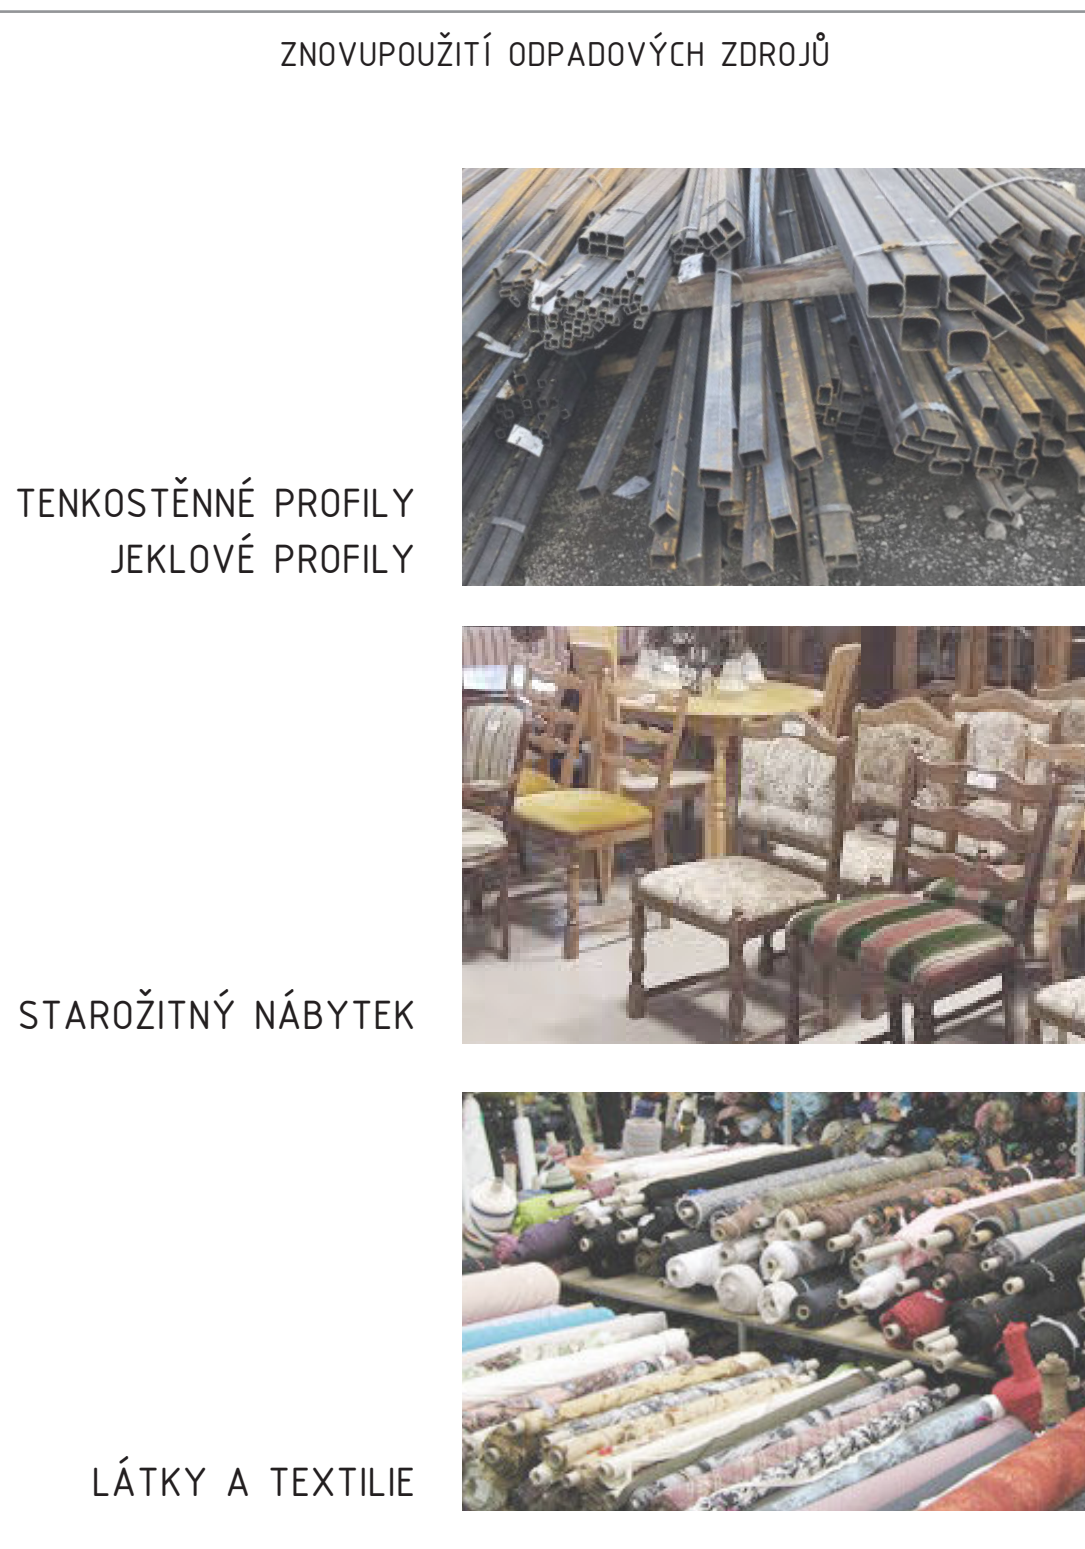 ZNOVUPOUŽITÍ ODPADOVÝCH ZDROJŮ
TENKOSTĚNNÉ PROFILY
JEKLOVÉ PROFILY
STAROŽITNÝ NÁBYTEK
LÁTKY A TEXTILIE